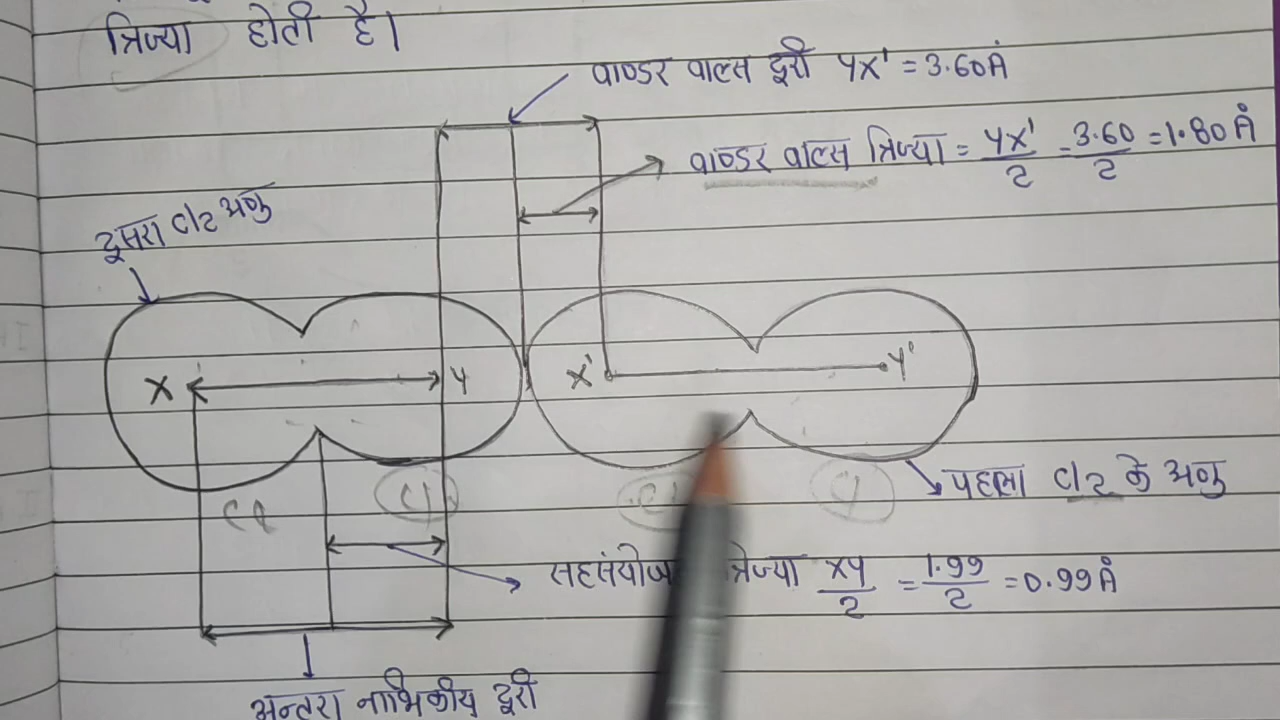 त्रिज्या होती है।
वाण्डर वाल्स दूरी YX' = 3.60Å
वाण्डर वाल्स त्रिज्या = YX'/2 = 3.60/2 = 1.80 Å
दूसरा Cl2 अणु
X Y X' Y'
पहला Cl2 के अणु
Cl Cl Cl Cl
त्रिज्या XY/2 = 1.99/2 = 0.99Å
अन्तरा नाभिकीय दूरी